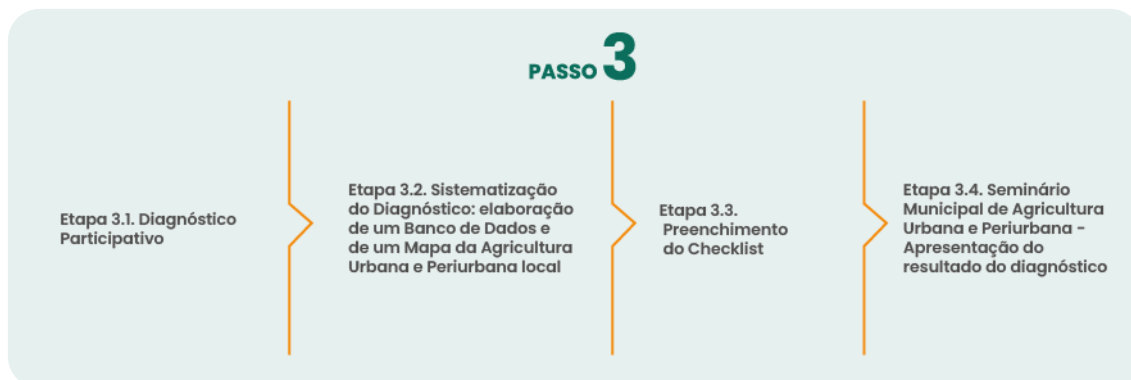 PASSO 3
Etapa 3.1. Diagnóstico
Participativo
Etapa 3.2. Sistematização
do Diagnóstico: elaboração
de um Banco de Dados e
de um Mapa da Agricultura
Urbana e Periurbana local
Etapa 3.3.
Preenchimento
do Checklist
Etapa 3.4. Seminário
Municipal de Agricultura
Urbana e Periurbana -
Apresentação do
resultado do diagnóstico